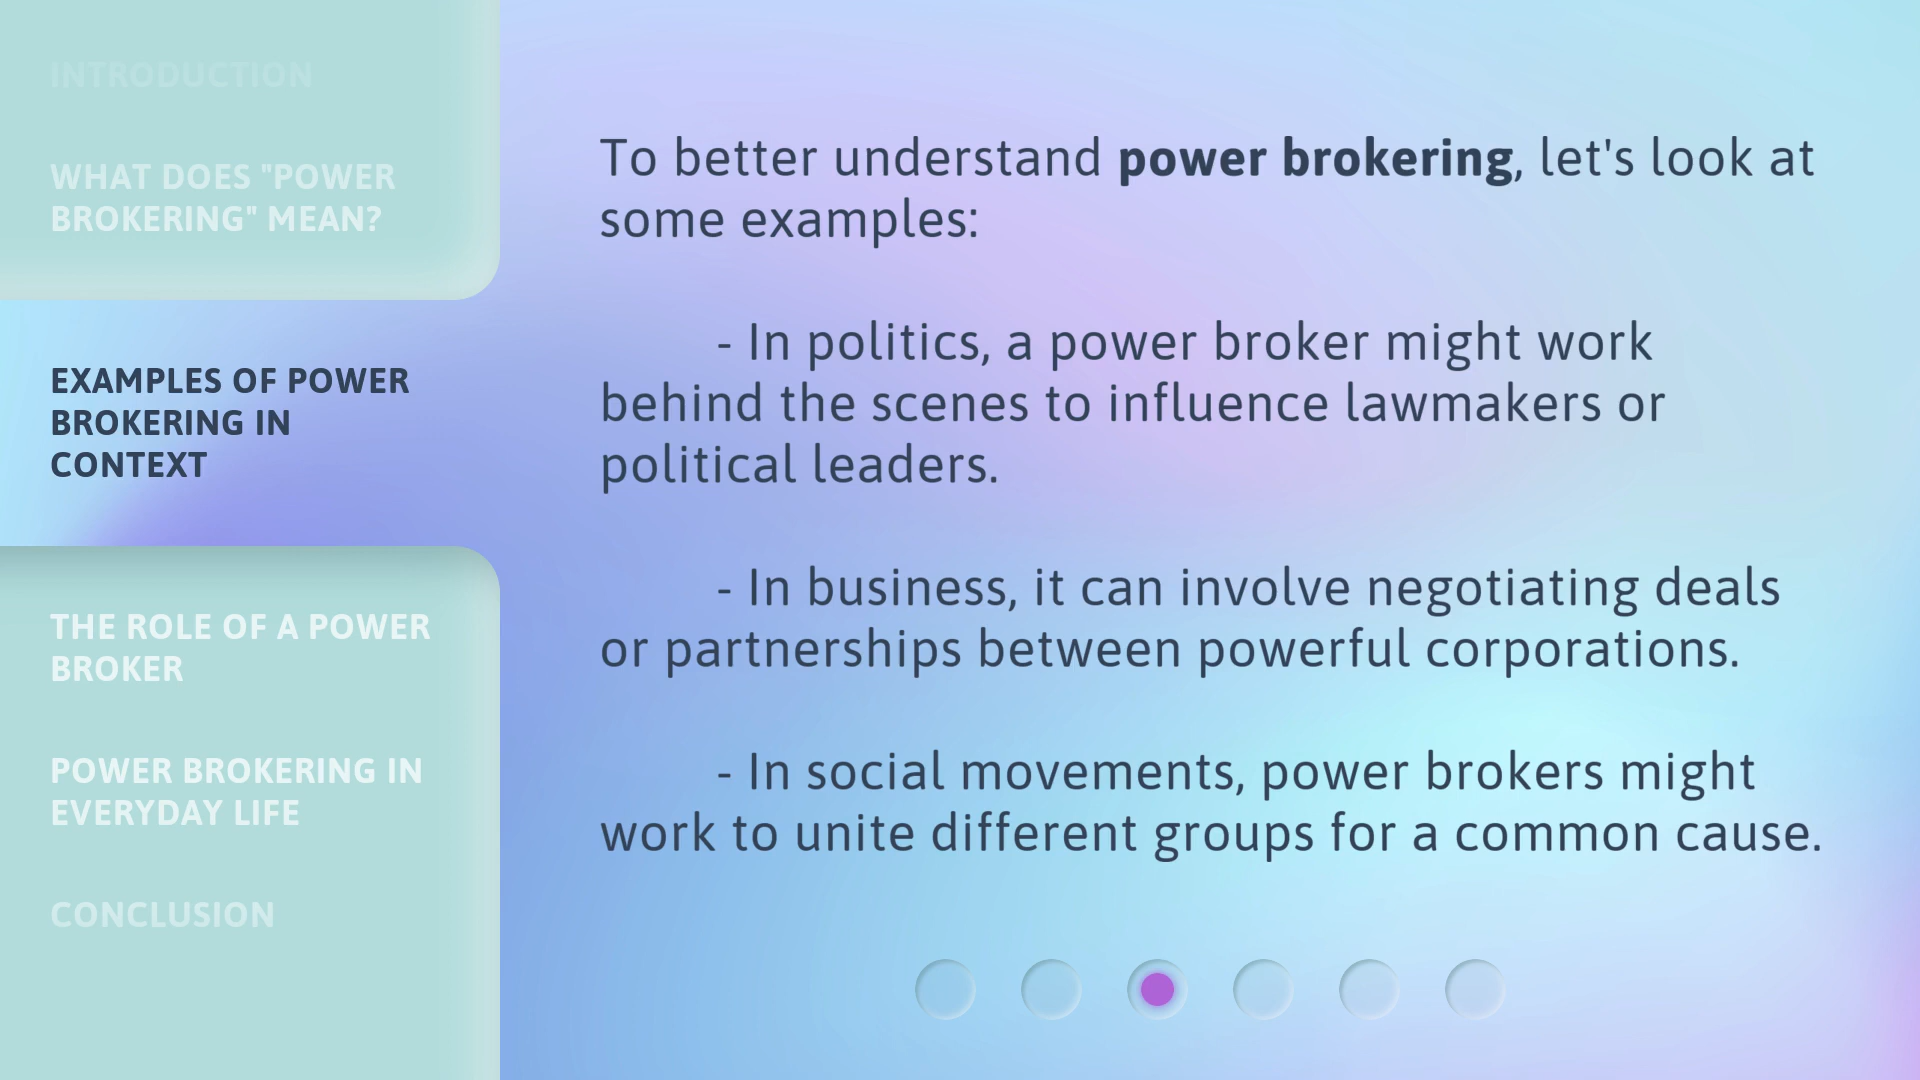 INTRODUCTION
WHAT DOES "POWER
BROKERING" MEAN?
EXAMPLES OF POWER
BROKERING IN
CONTEXT
THE ROLE OF A POWER
BROKER
POWER BROKERING IN
EVERYDAY LIFE
CONCLUSION
To better understand power brokering, let's look at
some examples:
- In politics, a power broker might work
behind the scenes to influence lawmakers or
political leaders.
- In business, it can involve negotiating deals
or partnerships between powerful corporations.
- In social movements, power brokers might
work to unite different groups for a common cause.